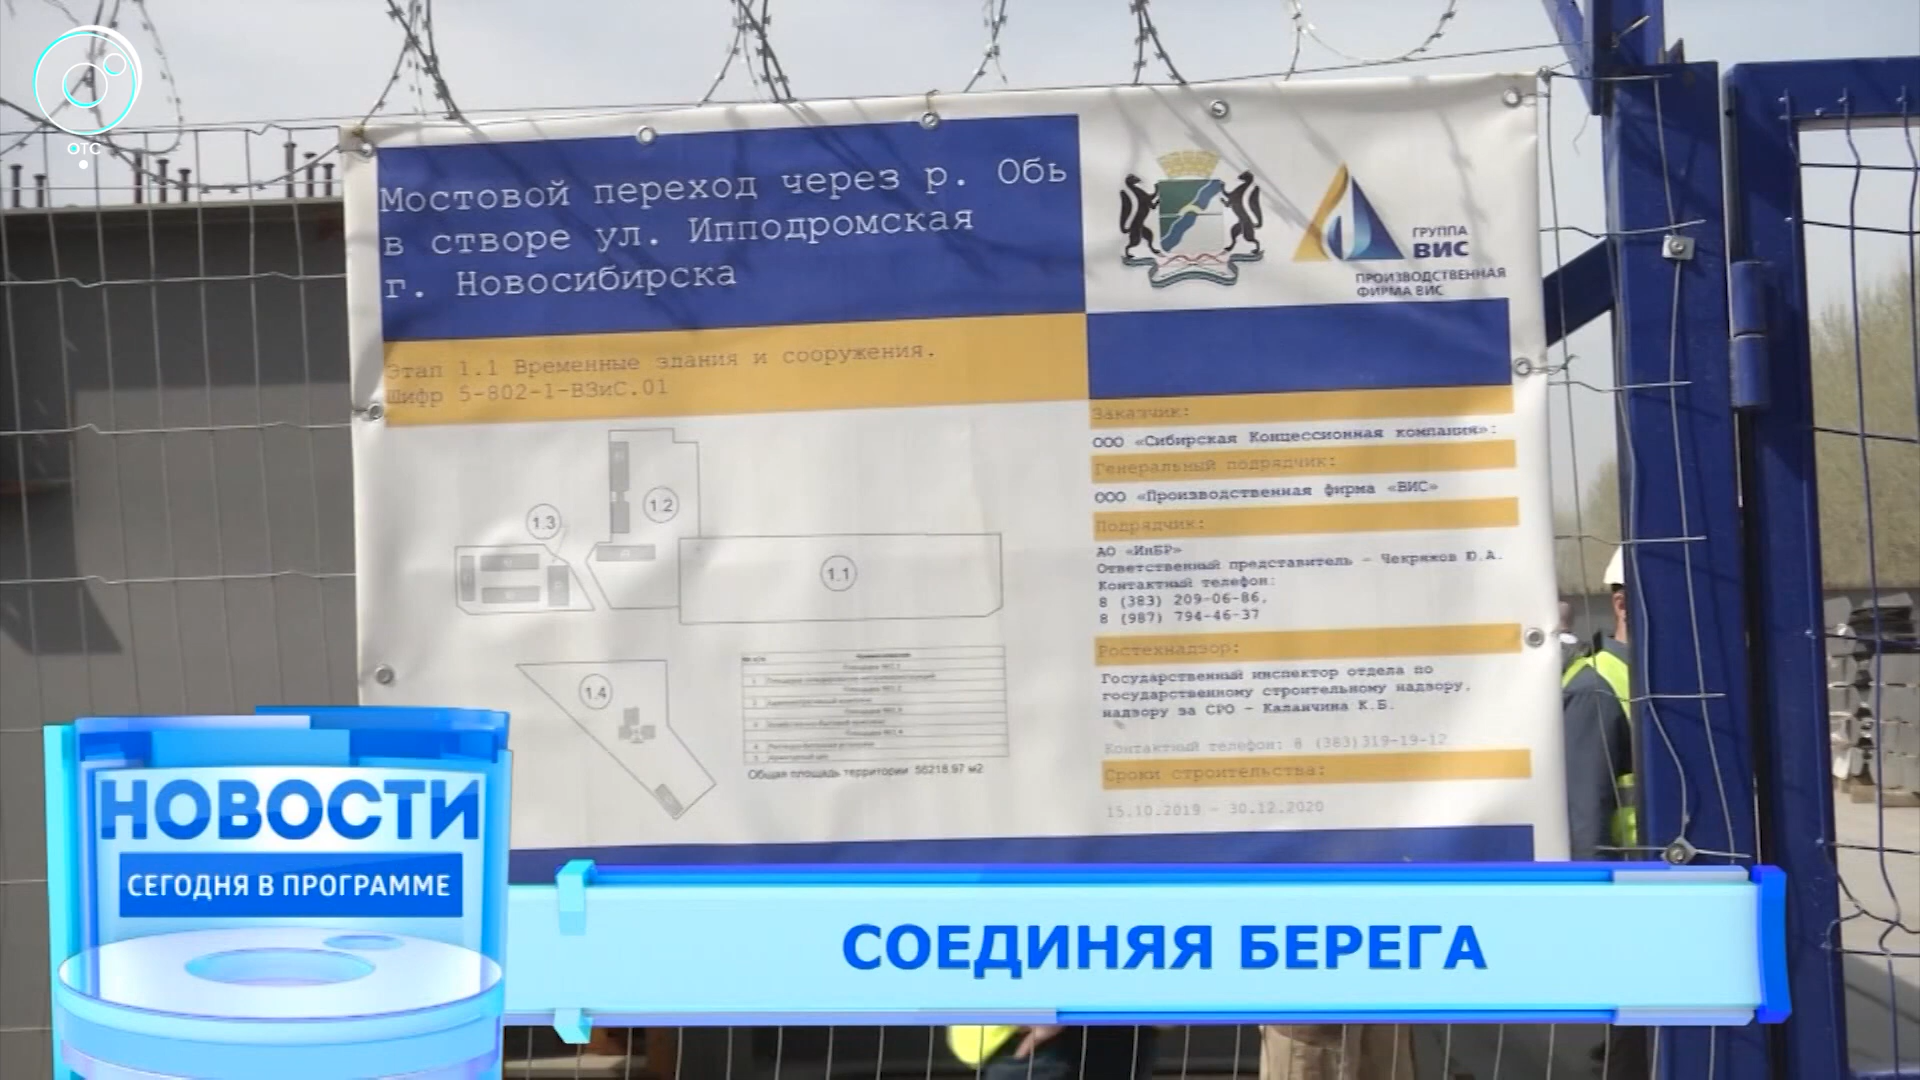 ОТС
Мостовой переход через р. Обь
в створе ул. Ипподромская
г. Новосибирска
ГРУППА
ВИС
ПРОИЗВОДСТВЕННАЯ
ФИРМА ВИС
Этап 1.1 Временные здания и сооружения.
Шифр 5-802-1-ВЗиС.01
1.2
1.3
1.1
1.4
Общая площадь территории 56218.97 м2
Заказчик:
ООО «Сибирская Концессионная компания»:
Генеральный подрядчик:
ООО «Производственная фирма «ВИС»
Подрядчик:
АО «ИнБР»
Ответственный представитель – Чекряжов Ю.А.
Контактный телефон:
8 (383) 209-06-86,
8 (987) 794-46-37
Ростехнадзор:
Государственный инспектор отдела по
государственному строительному надзору,
надзору за СРО – Каланчина К.Б.
Контактный телефон: 8 (383)319-19-12
Сроки строительства:
15.10.2019 – 30.12.2020
НОВОСТИ
СЕГОДНЯ В ПРОГРАММЕ
СОЕДИНЯЯ БЕРЕГА